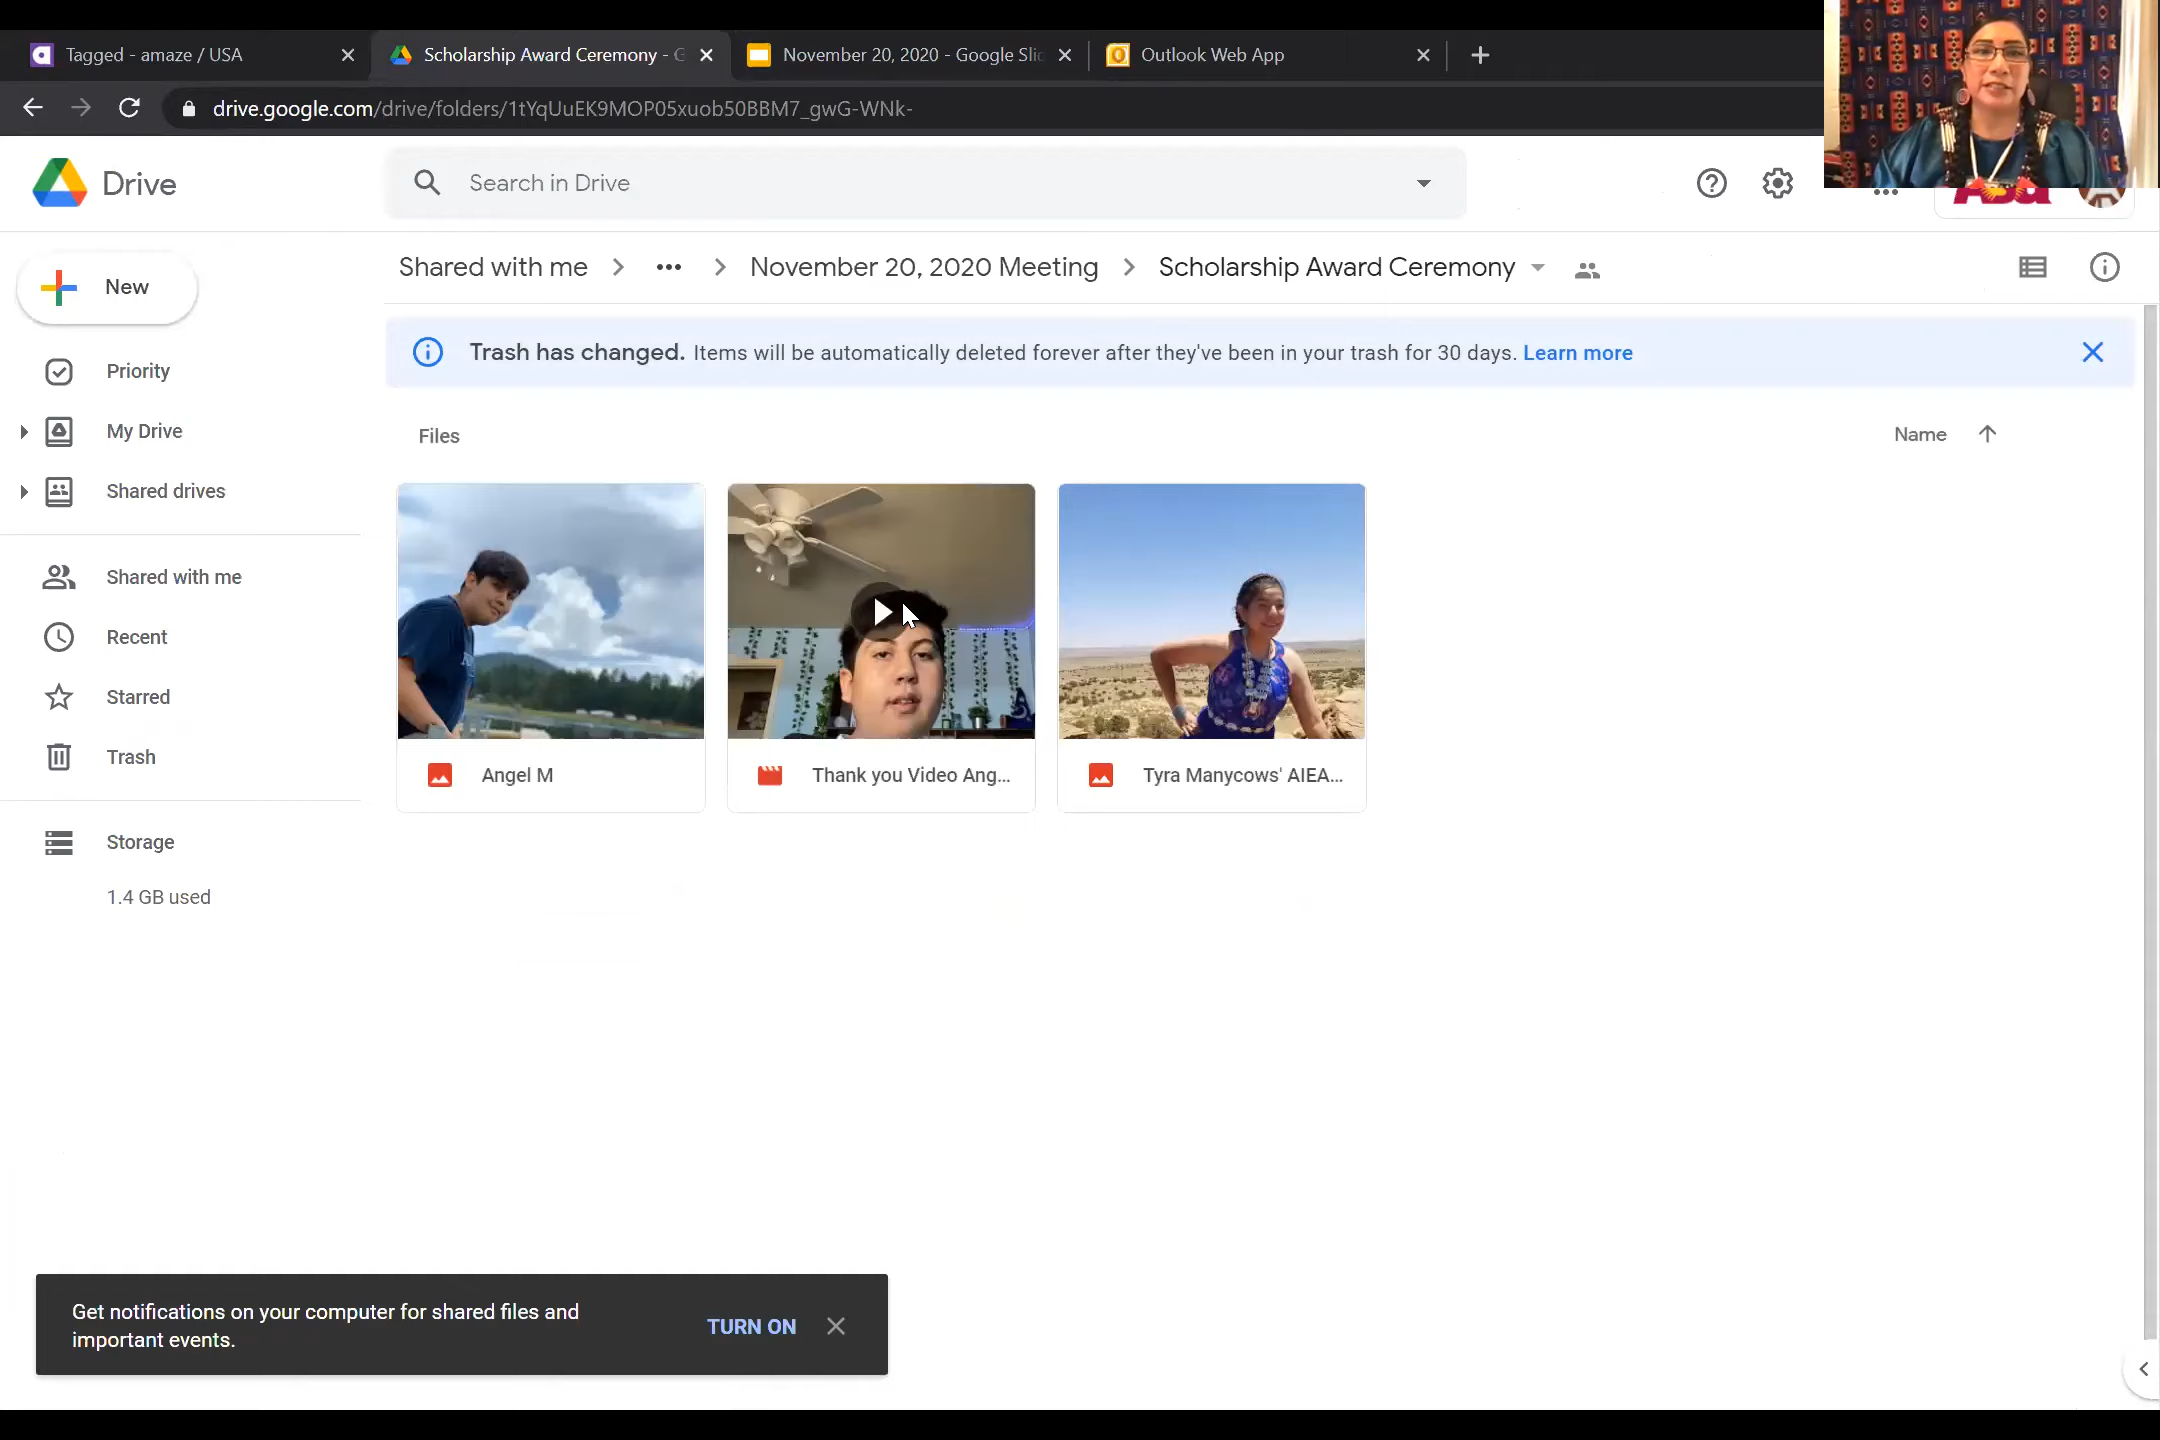 Tagged - amaze / USA
Scholarship Award Ceremony - G
November 20, 2020 - Google Slic
Outlook Web App
drive.google.com/drive/folders/1tYqUuEK9MOP05xuob50BBM7_gwG-WNk-
Drive
Search in Drive
New
Shared with me
November 20, 2020 Meeting
Scholarship Award Ceremony
Trash has changed. Items will be automatically deleted forever after they've been in your trash for 30 days. Learn more
Priority
My Drive
Shared drives
Shared with me
Recent
Starred
Trash
Storage
1.4 GB used
Files
Name
Angel M
Thank you Video Ang...
Tyra Manycows' AIEA...
Get notifications on your computer for shared files and
important events.
TURN ON